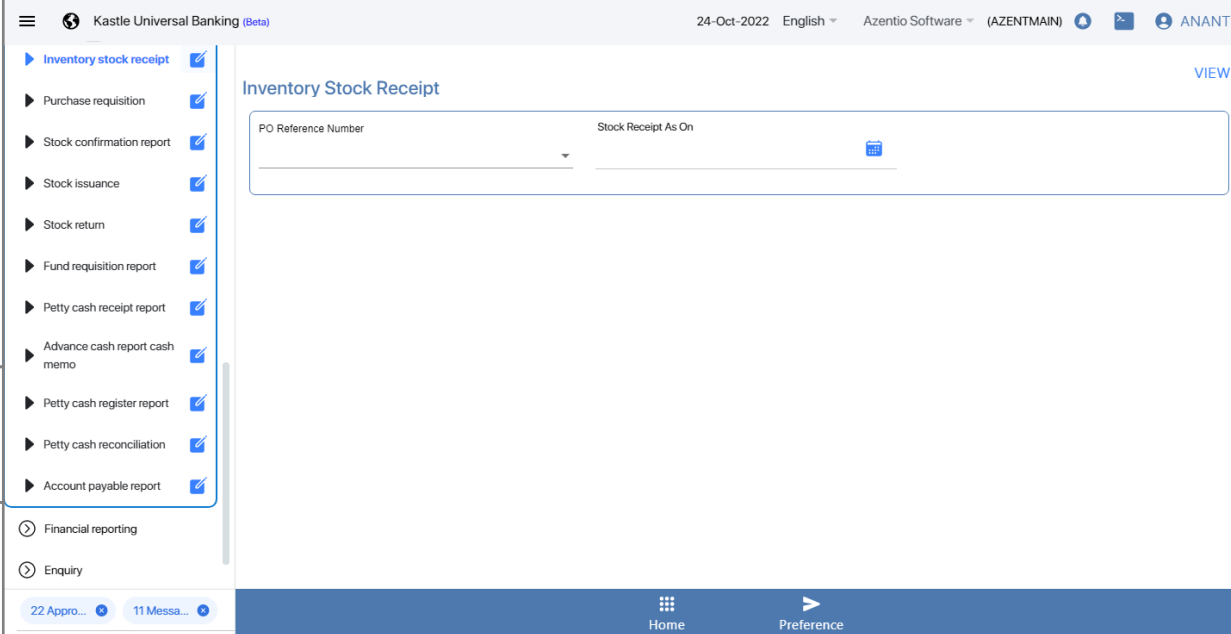 Kastle Universal Banking (Beta)
24-Oct-2022 English Azentio Software (AZENTMAIN) ANANT
Inventory stock receipt
Purchase requisition
Stock confirmation report
Stock issuance
Stock return
Fund requisition report
Petty cash receipt report
Advance cash report cash
memo
Petty cash register report
Petty cash reconciliation
Account payable report
Financial reporting
Enquiry
22 Appro... 11 Messa...
VIEW
Inventory Stock Receipt
PO Reference Number
Stock Receipt As On
Home
Preference